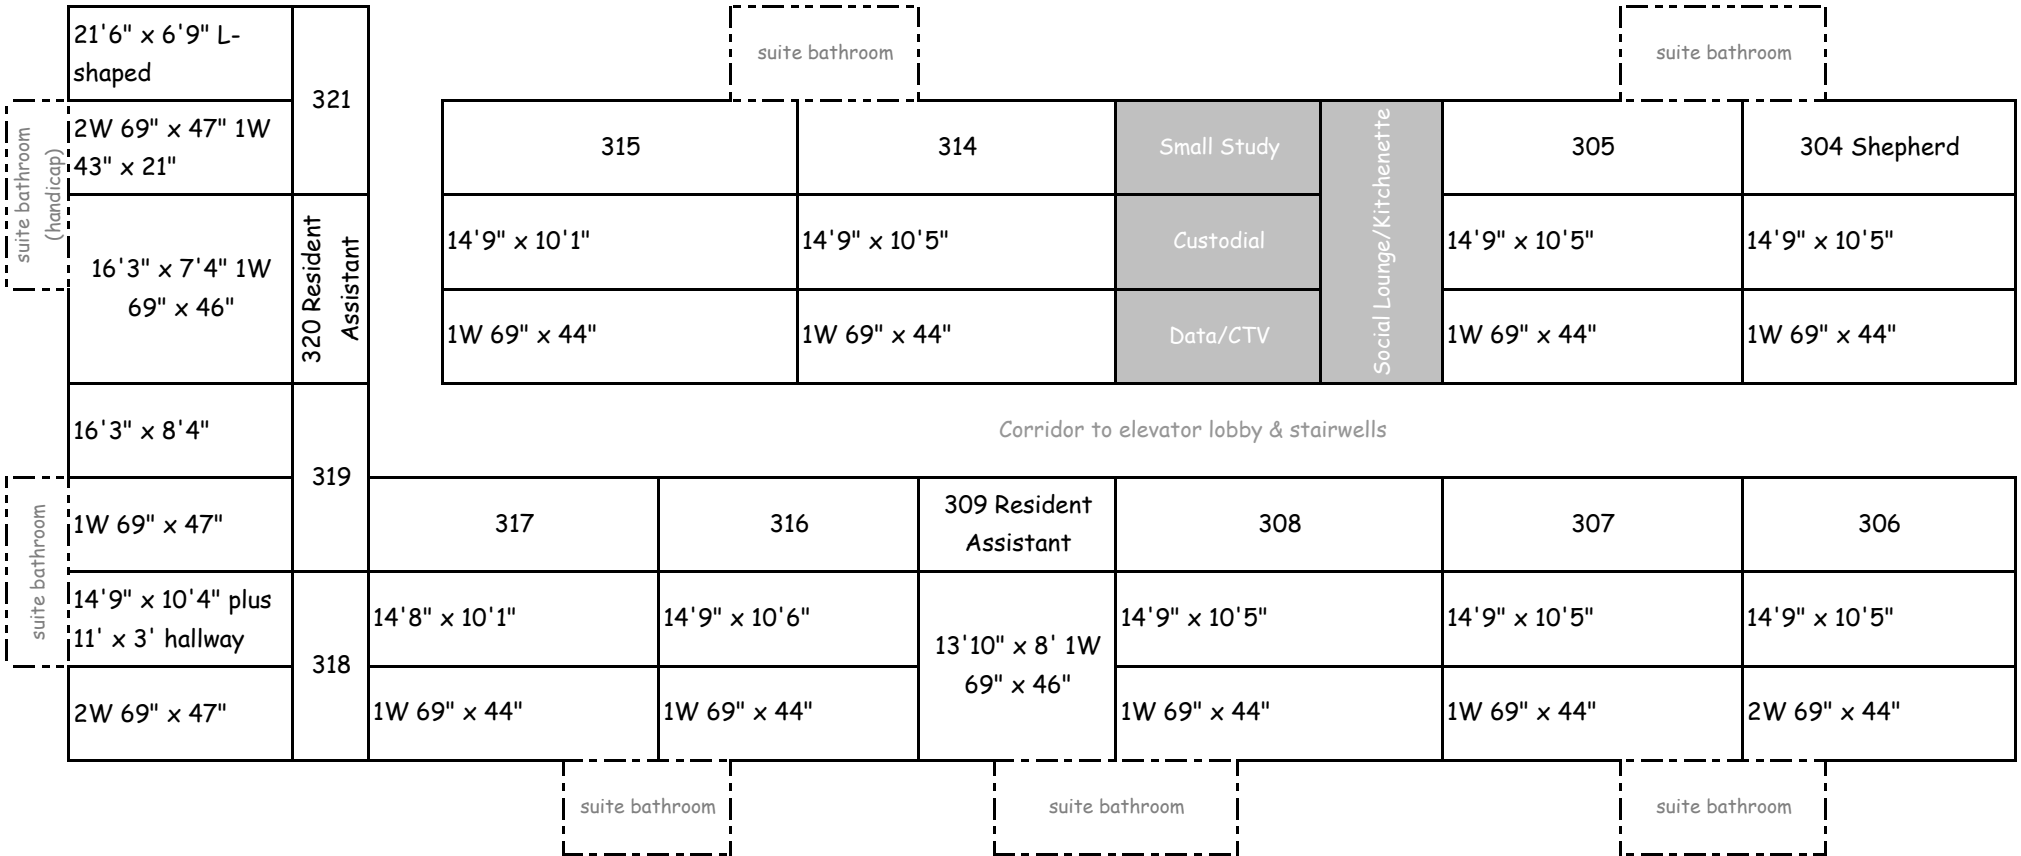 21'6" x 6'9" L-
shaped
321
2W 69" x 47" 1W
43" x 21"
suite bathroom
(handicap)
16'3" x 7'4" 1W
69" x 46"
320 Resident
Assistant
16'3" x 8'4"
319
1W 69" x 47"
suite bathroom
14'9" x 10'4" plus
11' x 3' hallway
318
2W 69" x 47"
suite bathroom
suite bathroom
315
314
Small Study
Social Lounge/Kitchenette
305
304 Shepherd
14'9" x 10'1"
14'9" x 10'5"
Custodial
14'9" x 10'5"
14'9" x 10'5"
1W 69" x 44"
1W 69" x 44"
Data/CTV
1W 69" x 44"
1W 69" x 44"
Corridor to elevator lobby & stairwells
317
316
309 Resident
Assistant
308
307
306
14'8" x 10'1"
14'9" x 10'6"
13'10" x 8' 1W
69" x 46"
14'9" x 10'5"
14'9" x 10'5"
14'9" x 10'5"
1W 69" x 44"
1W 69" x 44"
1W 69" x 44"
1W 69" x 44"
2W 69" x 44"
suite bathroom
suite bathroom
suite bathroom